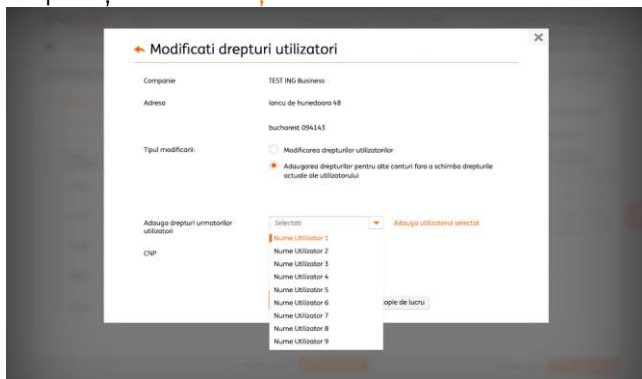 Modificati drepturi utilizatori
Companie TEST ING Business
Adresa Iancu de hunedoara 48
bucharest 094143
Tipul modificarii: Modificarea drepturilor utilizatorilor
Adaugarea drepturilor pentru alte conturi fara a schimba drepturile
actuale ale utilizatorului
Adauga drepturi urmatorilor
utilizatori
Selectati Adauga utilizatorul selectat
CNP
Nume Utilizator 1
Nume Utilizator 2
Nume Utilizator 3
Nume Utilizator 4
Nume Utilizator 5
Nume Utilizator 6
Nume Utilizator 7
Nume Utilizator 8
Nume Utilizator 9
opie de lucru